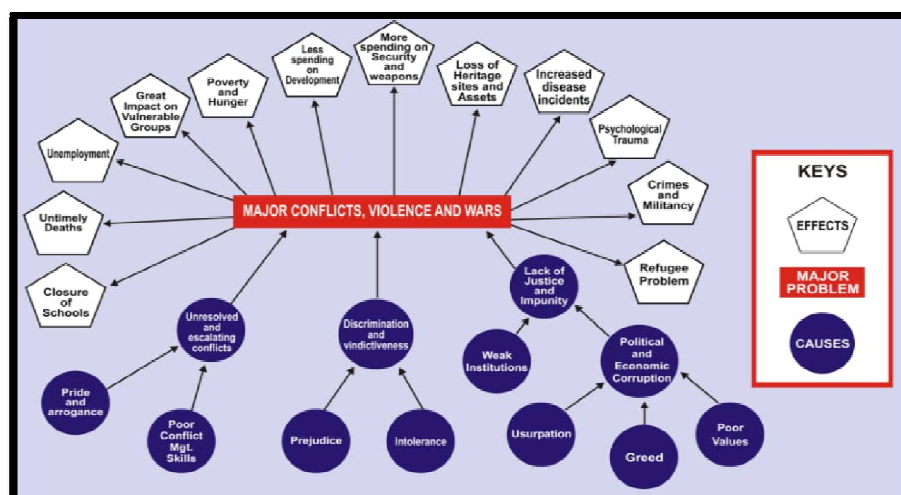 More
spending on
Security
and
weapons
Less
spending
on
Development
Loss of
Heritage
sites and
Assets
Increased
disease
incidents
Poverty
and
Hunger
Great
Impact on
Vulnerable
Groups
Psychological
Trauma
Unemployment
Crimes
and
Militancy
Untimely
Deaths
Refugee
Problem
Closure
of
Schools
MAJOR CONFLICTS, VIOLENCE AND WARS
Lack of
Justice
and
Impunity
Unresolved
and
escalating
conflicts
Discrimination
and
vindictiveness
Weak
Institutions
Political
and
Economic
Corruption
Pride
and
arrogance
Poor
Conflict
Mgt.
Skills
Prejudice
Intolerance
Usurpation
Greed
Poor
Values
KEYS
EFFECTS
MAJOR
PROBLEM
CAUSES